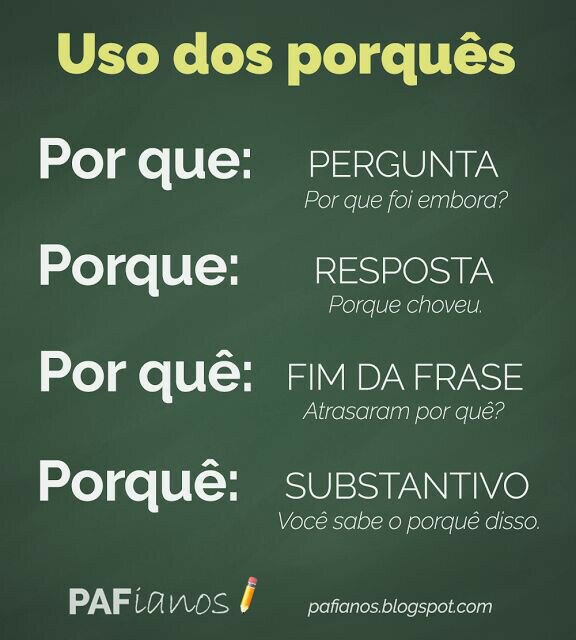 Uso dos porquês
Por que: PERGUNTA
Por que foi embora?
Porque: RESPOSTA
Porque choveu.
Por quê: FIM DA FRASE
Atrasaram por quê?
Porquê: SUBSTANTIVO
Você sabe o porquê disso.
PAFianos
pafianos.blogspot.com